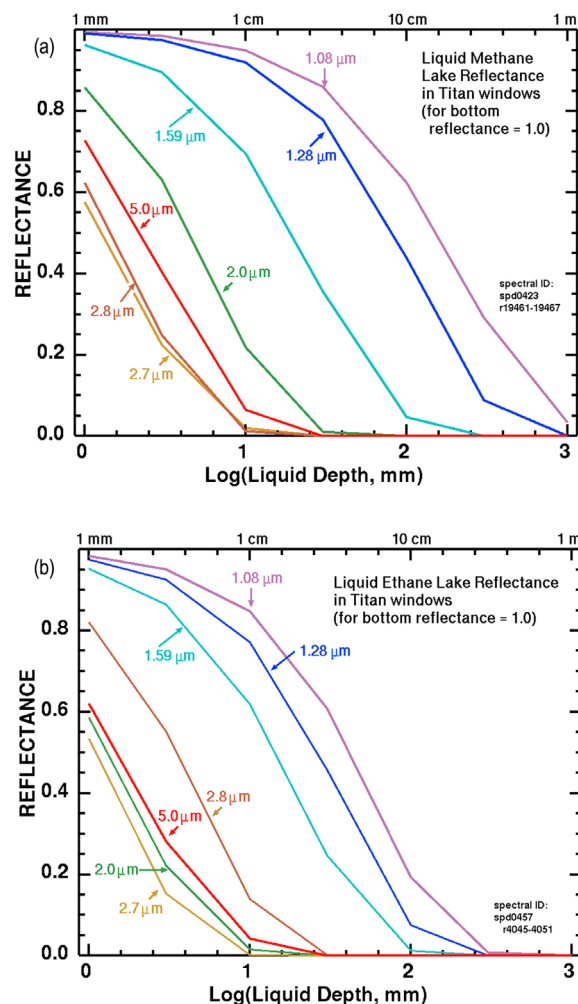 1 mm
1 cm
10 cm
1 m
(a)
1.08 µm
Liquid Methane
Lake Reflectance
in Titan windows
(for bottom
reflectance = 1.0)
1.59 µm
1.28 µm
0.8
0.6
5.0 µm
2.0 µm
REFLECTANCE
0.4
spectral ID:
spd0423
r19461-19467
2.8 µm
0.2
2.7 µm
0.0
0
1
2
3
Log(Liquid Depth, mm)
1 mm
1 cm
10 cm
1 m
(b)
1.08 µm
Liquid Ethane Lake Reflectance
in Titan windows
(for bottom reflectance = 1.0)
1.59 µm
1.28 µm
0.8
0.6
2.8 µm
5.0 µm
REFLECTANCE
0.4
2.0 µm
0.2
2.7 µm
spectral ID:
spd0457
r4045-4051
0.0
0
1
2
3
Log(Liquid Depth, mm)